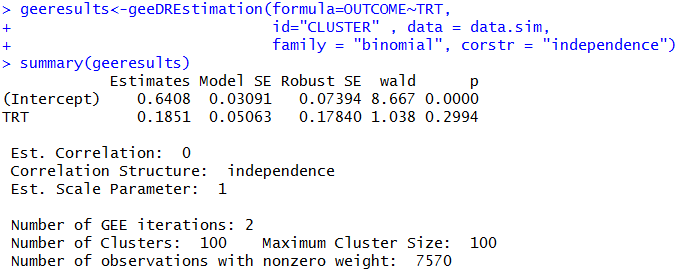 > geeresults<-geeDREstimation(formula=OUTCOME~TRT,
+ id="CLUSTER" , data = data.sim,
+ family = "binomial", corstr = "independence")
> summary(geeresults)
Estimates Model SE Robust SE wald p
(Intercept) 0.6408 0.03091 0.07394 8.667 0.0000
TRT 0.1851 0.05063 0.17840 1.038 0.2994
Est. Correlation: 0
Correlation Structure: independence
Est. Scale Parameter: 1
Number of GEE iterations: 2
Number of Clusters: 100 Maximum Cluster Size: 100
Number of observations with nonzero weight: 7570